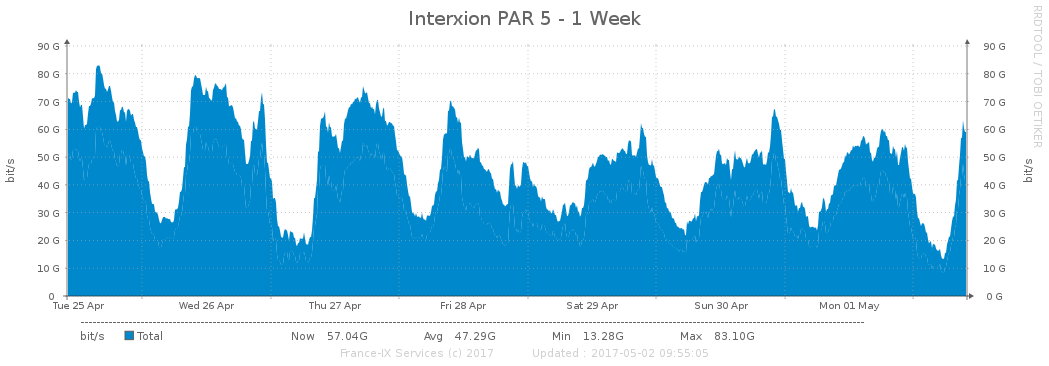 Interxion PAR 5 - 1 Week
RRDTOOL / TOBI OETIKER
bit/s
90 G 90 G
80 G 80 G
70 G 70 G
60 G 60 G
50 G 50 G
40 G 40 G
30 G 30 G
20 G 20 G
10 G 10 G
0 0 G
bit/s
Tue 25 Apr Wed 26 Apr Thu 27 Apr Fri 28 Apr Sat 29 Apr Sun 30 Apr Mon 01 May
bit/s Total Now 57.04G Avg 47.29G Min 13.28G Max 83.10G
France-IX Services (c) 2017 Updated : 2017-05-02 09:55:05